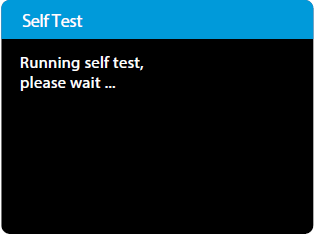 Self Test
Running self test,
please wait ...